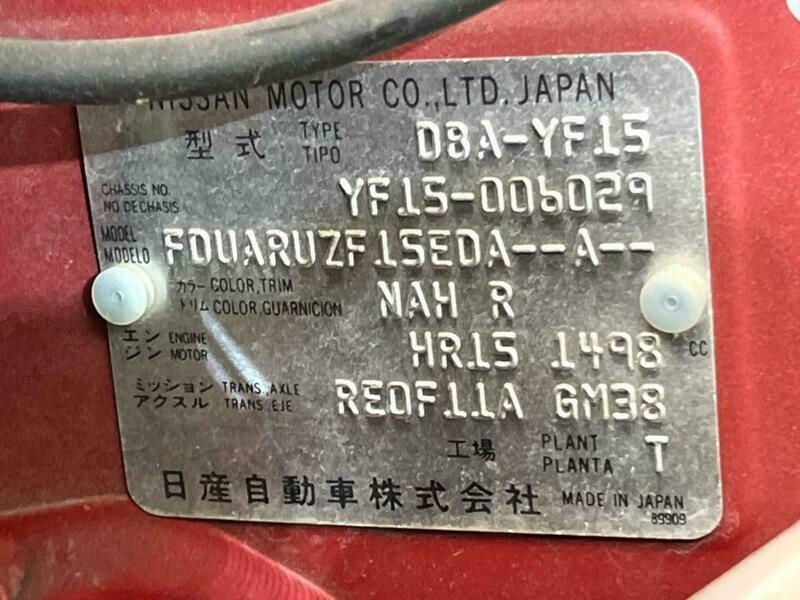 NISSAN MOTOR CO.,LTD. JAPAN
型式 TYPE TIPO DBA-YF15
CHASSIS NO. NO. DE CHASIS YF15-006029
MODEL MODELO FDUARUZF15EDA--A--
カラー COLOR,TRIM トリム COLOR,GUARNICION NAH R
エンジン ENGINE MOTOR HR15 1498 CC
ミッション TRANS.,AXLE アクスル TRANS.,EJE RE0F11A GM38
工場 PLANT PLANTA T
日産自動車株式会社 MADE IN JAPAN
89909